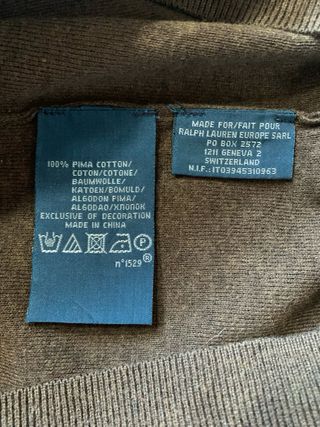 100% PIMA COTTON/
COTON/COTONE/
BAUMWOLLE/
KATOEN/BOMULD/
ALGODON PIMA/
ALGODAO/ХЛОПОК
EXCLUSIVE OF DECORATION
MADE IN CHINA
P
n°1529®
MADE FOR/FAIT POUR
RALPH LAUREN EUROPE SARL
PO BOX 2572
1211 GENEVA 2
SWITZERLAND
N.I.F.:IT03945310963